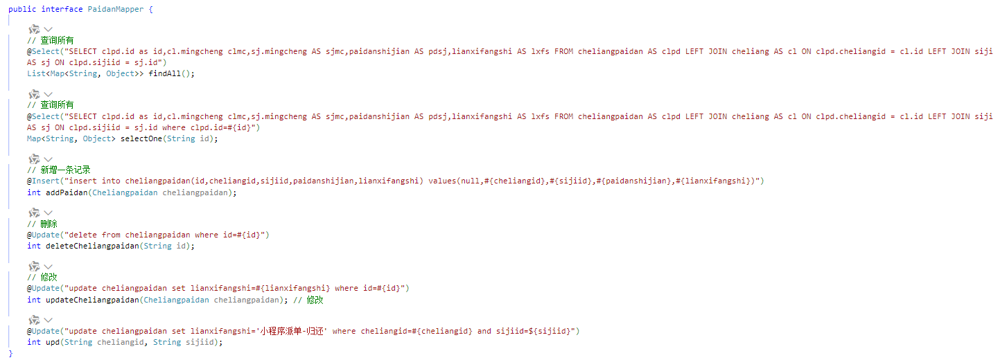 public interface PaidanMapper {
// 查询所有
@Select("SELECT clpd.id as id,cl.mingcheng clmc,sj.mingcheng AS sjmc,paidanshijian AS pdsj,lianxifangshi AS lxfs FROM cheliangpaidan AS clpd LEFT JOIN cheliang AS cl ON clpd.cheliangid = cl.id LEFT JOIN siji
AS sj ON clpd.sijiid = sj.id")
List<Map<String, Object>> findAll();
// 查询所有
@Select("SELECT clpd.id as id,cl.mingcheng clmc,sj.mingcheng AS sjmc,paidanshijian AS pdsj,lianxifangshi AS lxfs FROM cheliangpaidan AS clpd LEFT JOIN cheliang AS cl ON clpd.cheliangid = cl.id LEFT JOIN siji
AS sj ON clpd.sijiid = sj.id where clpd.id=#{id}")
Map<String, Object> selectOne(String id);
// 新增一条记录
@Insert("insert into cheliangpaidan(id,cheliangid,sijiid,paidanshijian,lianxifangshi) values(null,#{cheliangid},#{sijiid},#{paidanshijian},#{lianxifangshi})")
int addPaidan(Cheliangpaidan cheliangpaidan);
// 删除
@Update("delete from cheliangpaidan where id=#{id}")
int deleteCheliangpaidan(String id);
// 修改
@Update("update cheliangpaidan set lianxifangshi=#{lianxifangshi} where id=#{id}")
int updateCheliangpaidan(Cheliangpaidan cheliangpaidan); // 修改
@Update("update cheliangpaidan set lianxifangshi='小程序派单-归还' where cheliangid=#{cheliangid} and sijiid=${sijiid}")
int upd(String cheliangid, String sijiid);
}